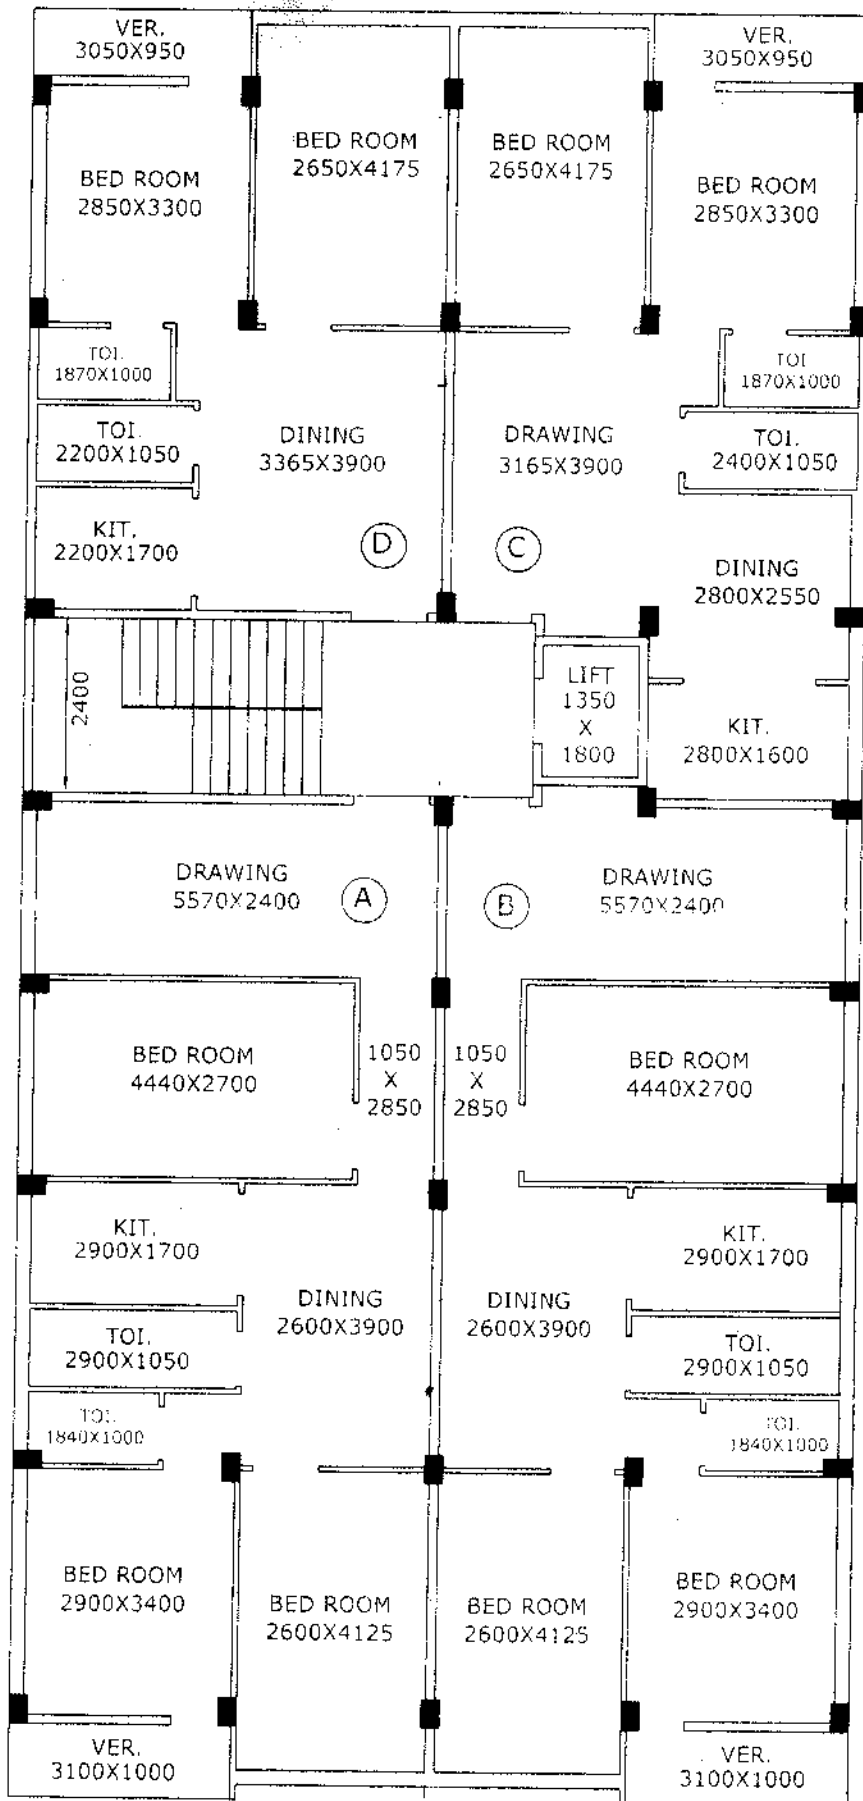 VER.
3050X950
VER.
3050X950
BED ROOM
2650X4175
BED ROOM
2650X4175
BED ROOM
2850X3300
BED ROOM
2850X3300
TOI.
1870X1000
TOI
1870X1000
TOI.
2200X1050
DINING
3365X3900
DRAWING
3165X3900
TOI.
2400X1050
KIT.
2200X1700
D
C
DINING
2800X2550
2400
LIFT
1350
X
1800
KIT.
2800X1600
DRAWING
5570X2400
A
B
DRAWING
5570X2400
BED ROOM
4440X2700
1050
X
2850
1050
X
2850
BED ROOM
4440X2700
KIT.
2900X1700
KIT.
2900X1700
DINING
2600X3900
DINING
2600X3900
TOI.
2900X1050
TOI.
2900X1050
TOI.
1840X1000
TOI.
1840X1000
BED ROOM
2900X3400
BED ROOM
2600X4125
BED ROOM
2600X4125
BED ROOM
2900X3400
VER.
3100X1000
VER.
3100X1000